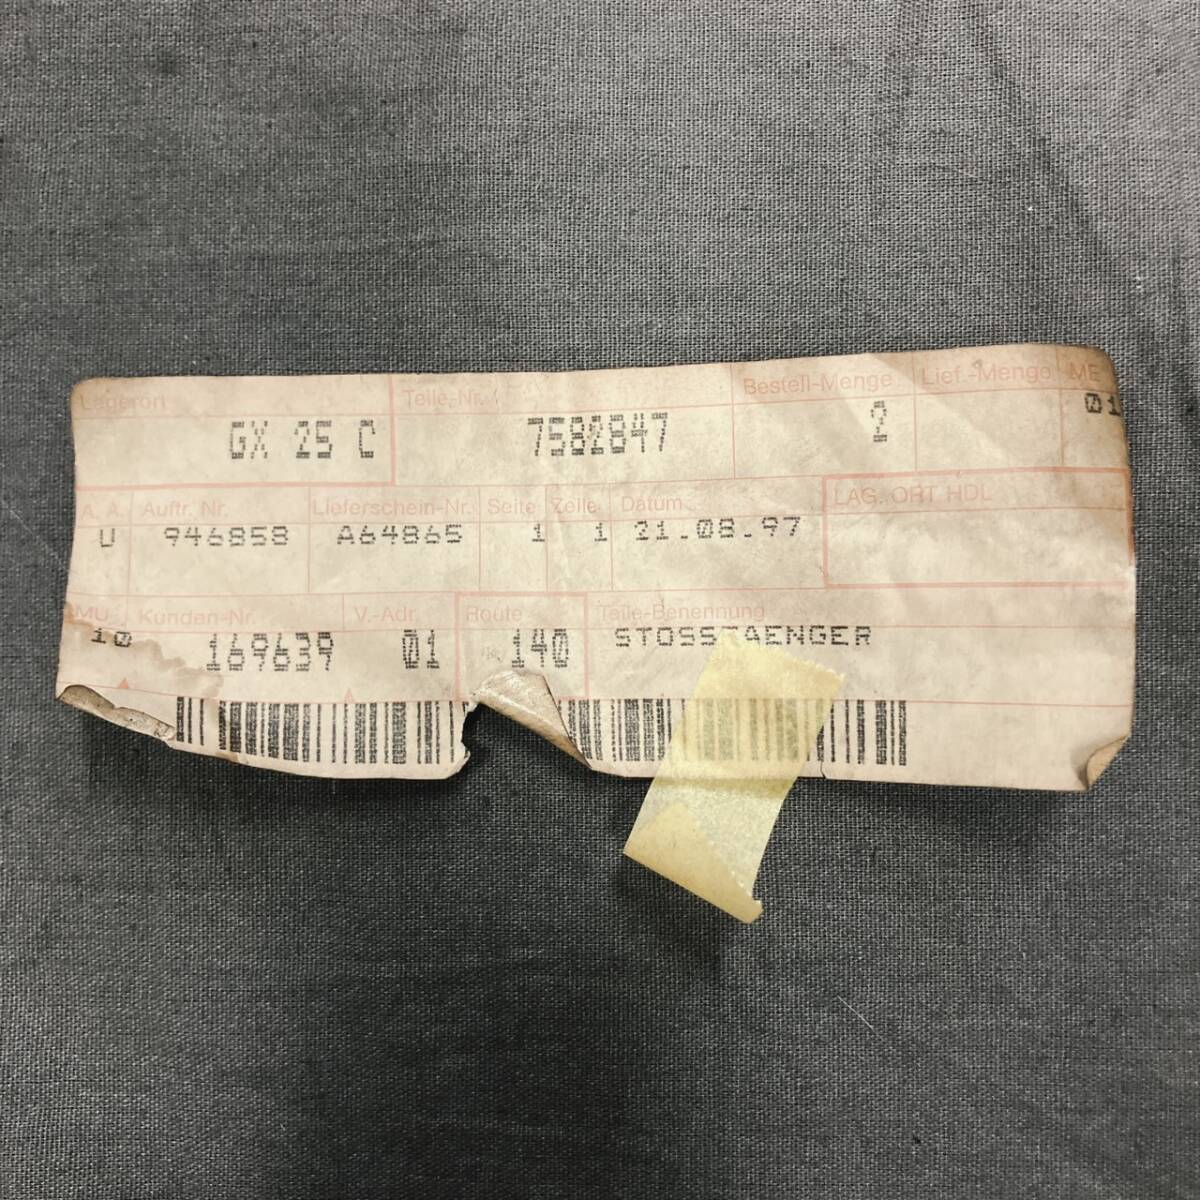 Lagerort Teile-Nr. Bestell-Menge Lief.-Menge ME
GX 25 C 7582847 2 01
A. A. Auftr. Nr. Lieferschein-Nr. Seite Zeile Datum LAG. ORT HDL
U 946858 A64865 1 1 21.08.97
MU Kunden-Nr. V.-Adr. Route Teile-Benennung
10 169639 01 140 STOSSTAENGER